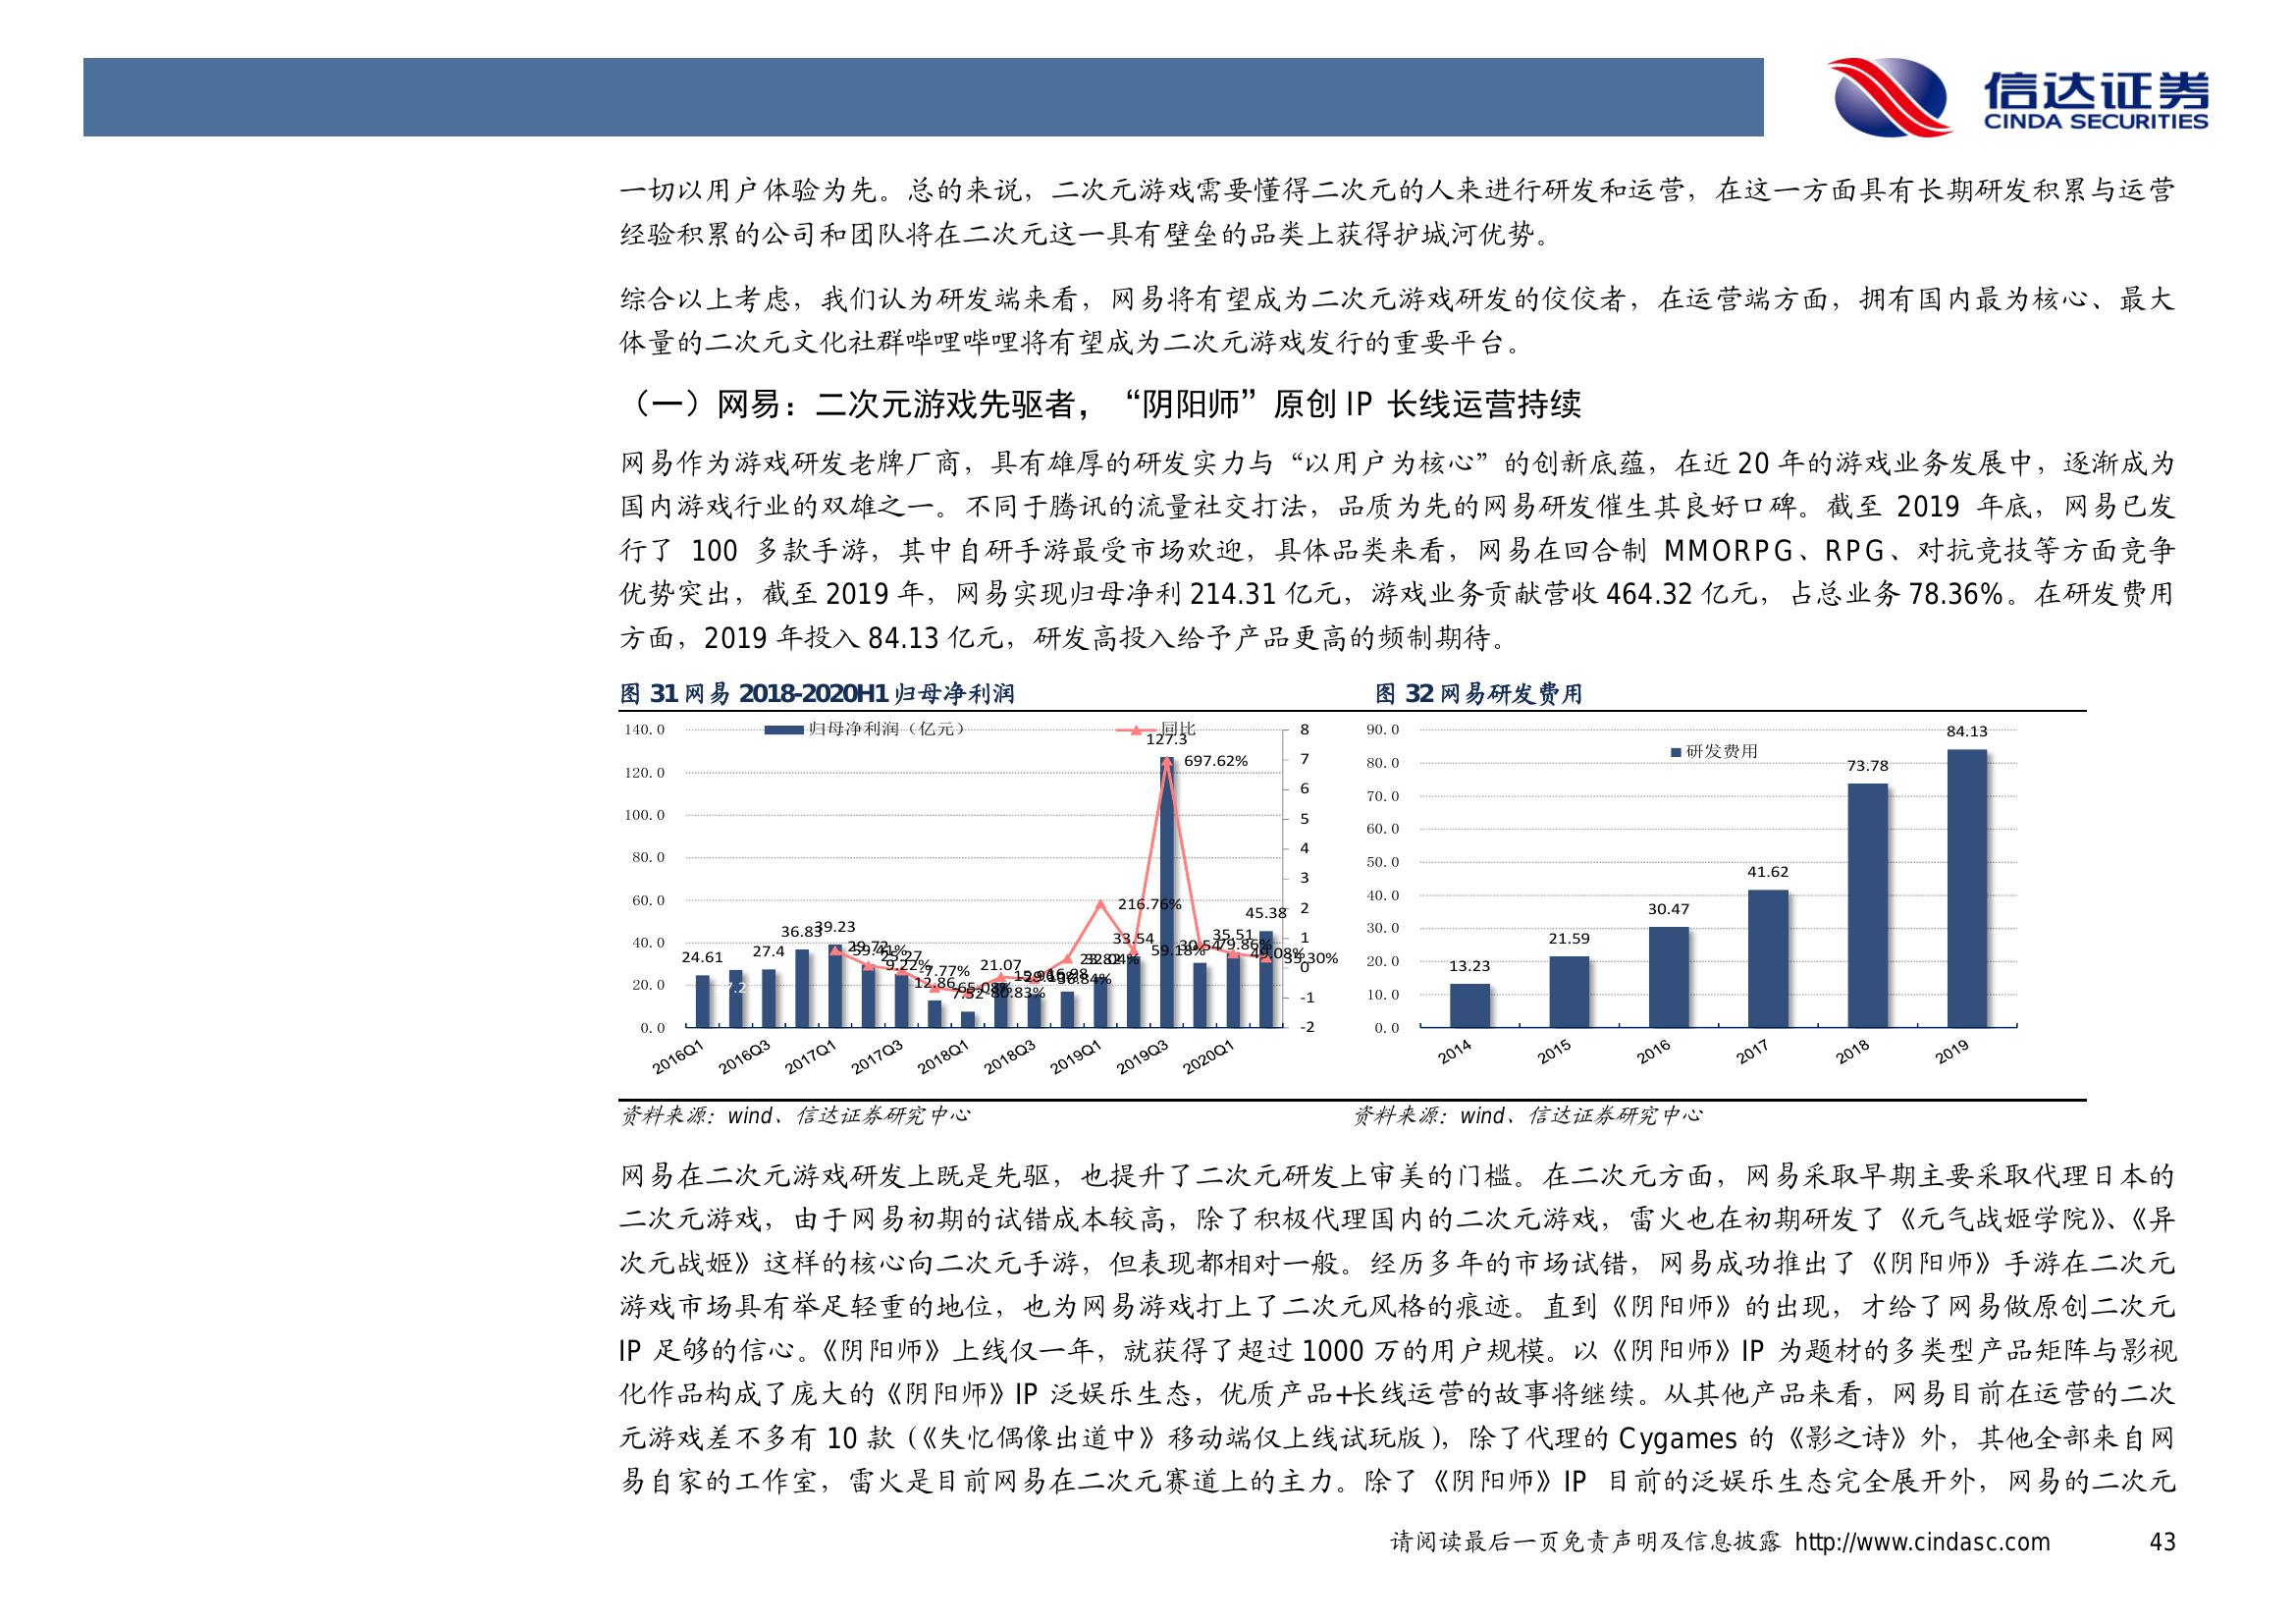 信达证券
CINDA SECURITIES
一切以用户体验为先。总的来说，二次元游戏需要懂得二次元的人来进行研发和运营，在这一方面具有长期研发积累与运营
经验积累的公司和团队将在二次元这一具有壁垒的品类上获得护城河优势。
综合以上考虑，我们认为研发端来看，网易将有望成为二次元游戏研发的佼佼者，在运营端方面，拥有国内最为核心、最大
体量的二次元文化社群哔哩哔哩将有望成为二次元游戏发行的重要平台。
（一）网易：二次元游戏先驱者，“阴阳师”原创 IP 长线运营持续
网易作为游戏研发老牌厂商，具有雄厚的研发实力与“以用户为核心”的创新底蕴，在近 20 年的游戏业务发展中，逐渐成为
国内游戏行业的双雄之一。不同于腾讯的流量社交打法，品质为先的网易研发催生其良好口碑。截至 2019 年底，网易已发
行了 100 多款手游，其中自研手游最受市场欢迎，具体品类来看，网易在回合制 MMORPG、RPG、对抗竞技等方面竞争
优势突出，截至 2019 年，网易实现归母净利 214.31 亿元，游戏业务贡献营收 464.32 亿元，占总业务 78.36%。在研发费用
方面，2019 年投入 84.13 亿元，研发高投入给予产品更高的频制期待。
图 31 网易 2018-2020H1 归母净利润
归母净利润（亿元）
同比
140.0
120.0
100.0
80.0
60.0
40.0
20.0
0.0
8
7
6
5
4
3
2
1
0
-1
-2
24.61
27.4
36.83
39.23
12.86
7.52
21.07
33.54
127.3
35.51
45.38
9.22%
-7.77%
-80.83%
216.76%
697.62%
59.18%
79.86%
49.08%
35.30%
2016Q1
2016Q3
2017Q1
2017Q3
2018Q1
2018Q3
2019Q1
2019Q3
2020Q1
图 32 网易研发费用
研发费用
90.0
80.0
70.0
60.0
50.0
40.0
30.0
20.0
10.0
0.0
13.23
21.59
30.47
41.62
73.78
84.13
2014
2015
2016
2017
2018
2019
资料来源：wind、信达证券研究中心
资料来源：wind、信达证券研究中心
网易在二次元游戏研发上既是先驱，也提升了二次元研发上审美的门槛。在二次元方面，网易采取早期主要采取代理日本的
二次元游戏，由于网易初期的试错成本较高，除了积极代理国内的二次元游戏，雷火也在初期研发了《元气战姬学院》、《异
次元战姬》这样的核心向二次元手游，但表现都相对一般。经历多年的市场试错，网易成功推出了《阴阳师》手游在二次元
游戏市场具有举足轻重的地位，也为网易游戏打上了二次元风格的痕迹。直到《阴阳师》的出现，才给了网易做原创二次元
IP 足够的信心。《阴阳师》上线仅一年，就获得了超过 1000 万的用户规模。以《阴阳师》IP 为题材的多类型产品矩阵与影视
化作品构成了庞大的《阴阳师》IP 泛娱乐生态，优质产品+长线运营的故事将继续。从其他产品来看，网易目前在运营的二次
元游戏差不多有 10 款（《失忆偶像出道中》移动端仅上线试玩版），除了代理的 Cygames 的《影之诗》外，其他全部来自网
易自家的工作室，雷火是目前网易在二次元赛道上的主力。除了《阴阳师》IP 目前的泛娱乐生态完全展开外，网易的二次元
请阅读最后一页免责声明及信息披露 http://www.cindasc.com
43